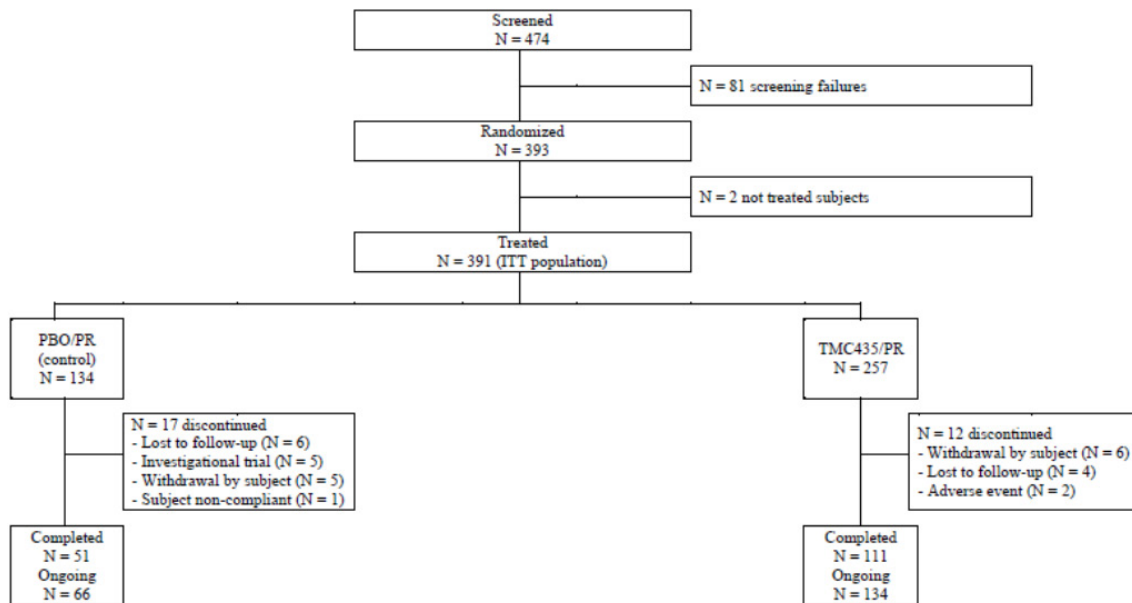 Screened
N = 474
N = 81 screening failures
Randomized
N = 393
N = 2 not treated subjects
Treated
N = 391 (ITT population)
PBO/PR
(control)
N = 134
TMC435/PR
N = 257
N = 17 discontinued
- Lost to follow-up (N = 6)
- Investigational trial (N = 5)
- Withdrawal by subject (N = 5)
- Subject non-compliant (N = 1)
N = 12 discontinued
- Withdrawal by subject (N = 6)
- Lost to follow-up (N = 4)
- Adverse event (N = 2)
Completed
N = 51
Ongoing
N = 66
Completed
N = 111
Ongoing
N = 134